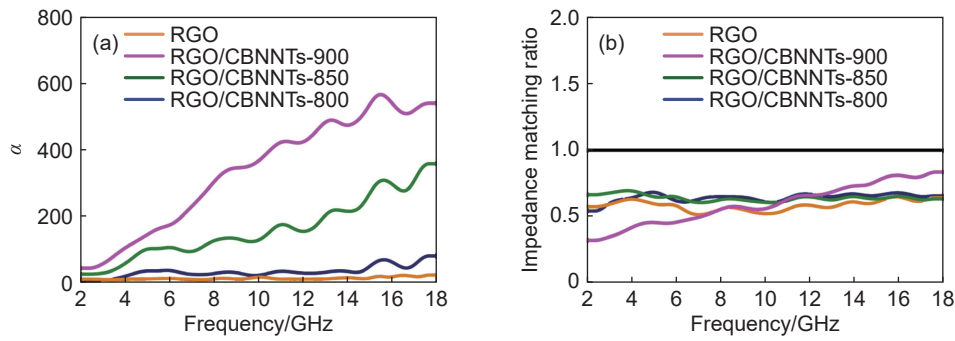 (a)
RGO
RGO/CBNNTs-900
RGO/CBNNTs-850
RGO/CBNNTs-800
800
600
400
200
0
α
2 4 6 8 10 12 14 16 18
Frequency/GHz
(b)
RGO
RGO/CBNNTs-900
RGO/CBNNTs-850
RGO/CBNNTs-800
2.0
1.5
1.0
0.5
0
Impedance matching ratio
2 4 6 8 10 12 14 16 18
Frequency/GHz